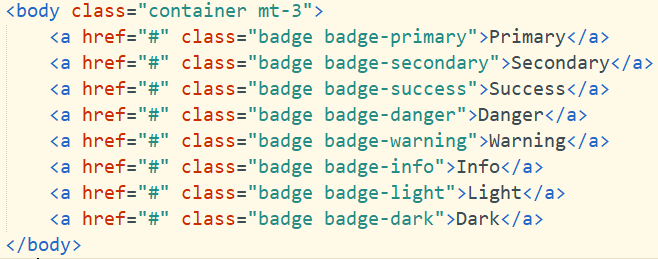 <body class="container mt-3">
<a href="#" class="badge badge-primary">Primary</a>
<a href="#" class="badge badge-secondary">Secondary</a>
<a href="#" class="badge badge-success">Success</a>
<a href="#" class="badge badge-danger">Danger</a>
<a href="#" class="badge badge-warning">Warning</a>
<a href="#" class="badge badge-info">Info</a>
<a href="#" class="badge badge-light">Light</a>
<a href="#" class="badge badge-dark">Dark</a>
</body>